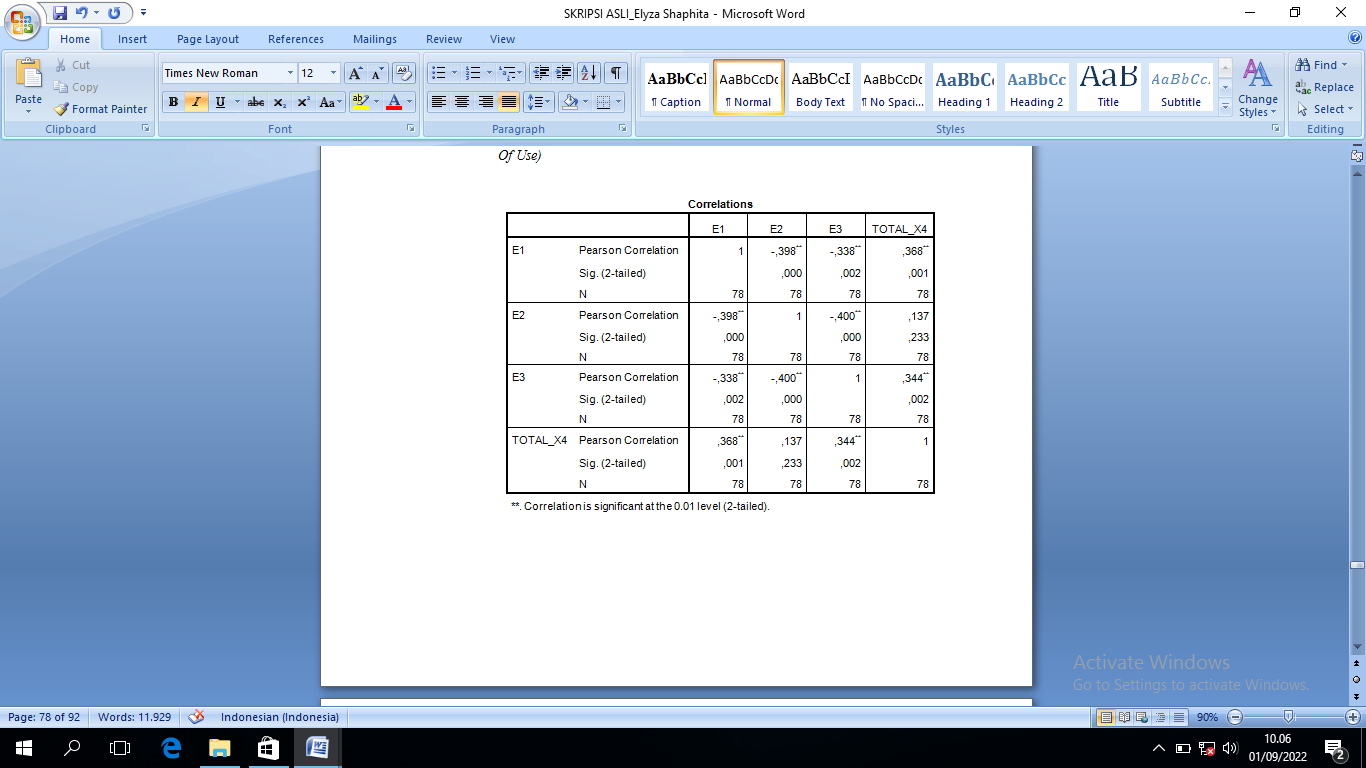 SKRIPSI ASLI_Elyza Shaphita - Microsoft Word
Home Insert Page Layout References Mailings Review View
Paste
Cut
Copy
Format Painter
Clipboard
Times New Roman 12
B I U abc x₂ x² Aa
Font
Paragraph
AaBbCcI AaBbCcDc AaBbCcI AaBbCcDc AaBbC AaBbCc AaB AaBbCc.
¶ Caption ¶ Normal Body Text ¶ No Spaci... Heading 1 Heading 2 Title Subtitle
Change
Styles
Styles
Find
Replace
Select
Editing
Of Use)
Correlations
E1 E2 E3 TOTAL_X4
E1 Pearson Correlation 1 -,398** -,338** ,368**
Sig. (2-tailed) ,000 ,002 ,001
N 78 78 78 78
E2 Pearson Correlation -,398** 1 -,400** ,137
Sig. (2-tailed) ,000 ,000 ,233
N 78 78 78 78
E3 Pearson Correlation -,338** -,400** 1 ,344**
Sig. (2-tailed) ,002 ,000 ,002
N 78 78 78 78
TOTAL_X4 Pearson Correlation ,368** ,137 ,344** 1
Sig. (2-tailed) ,001 ,233 ,002
N 78 78 78 78
**. Correlation is significant at the 0.01 level (2-tailed).
Activate Windows
Go to Settings to activate Windows.
Page: 78 of 92 Words: 11.929 Indonesian (Indonesia) 90%
10.06
01/09/2022
2